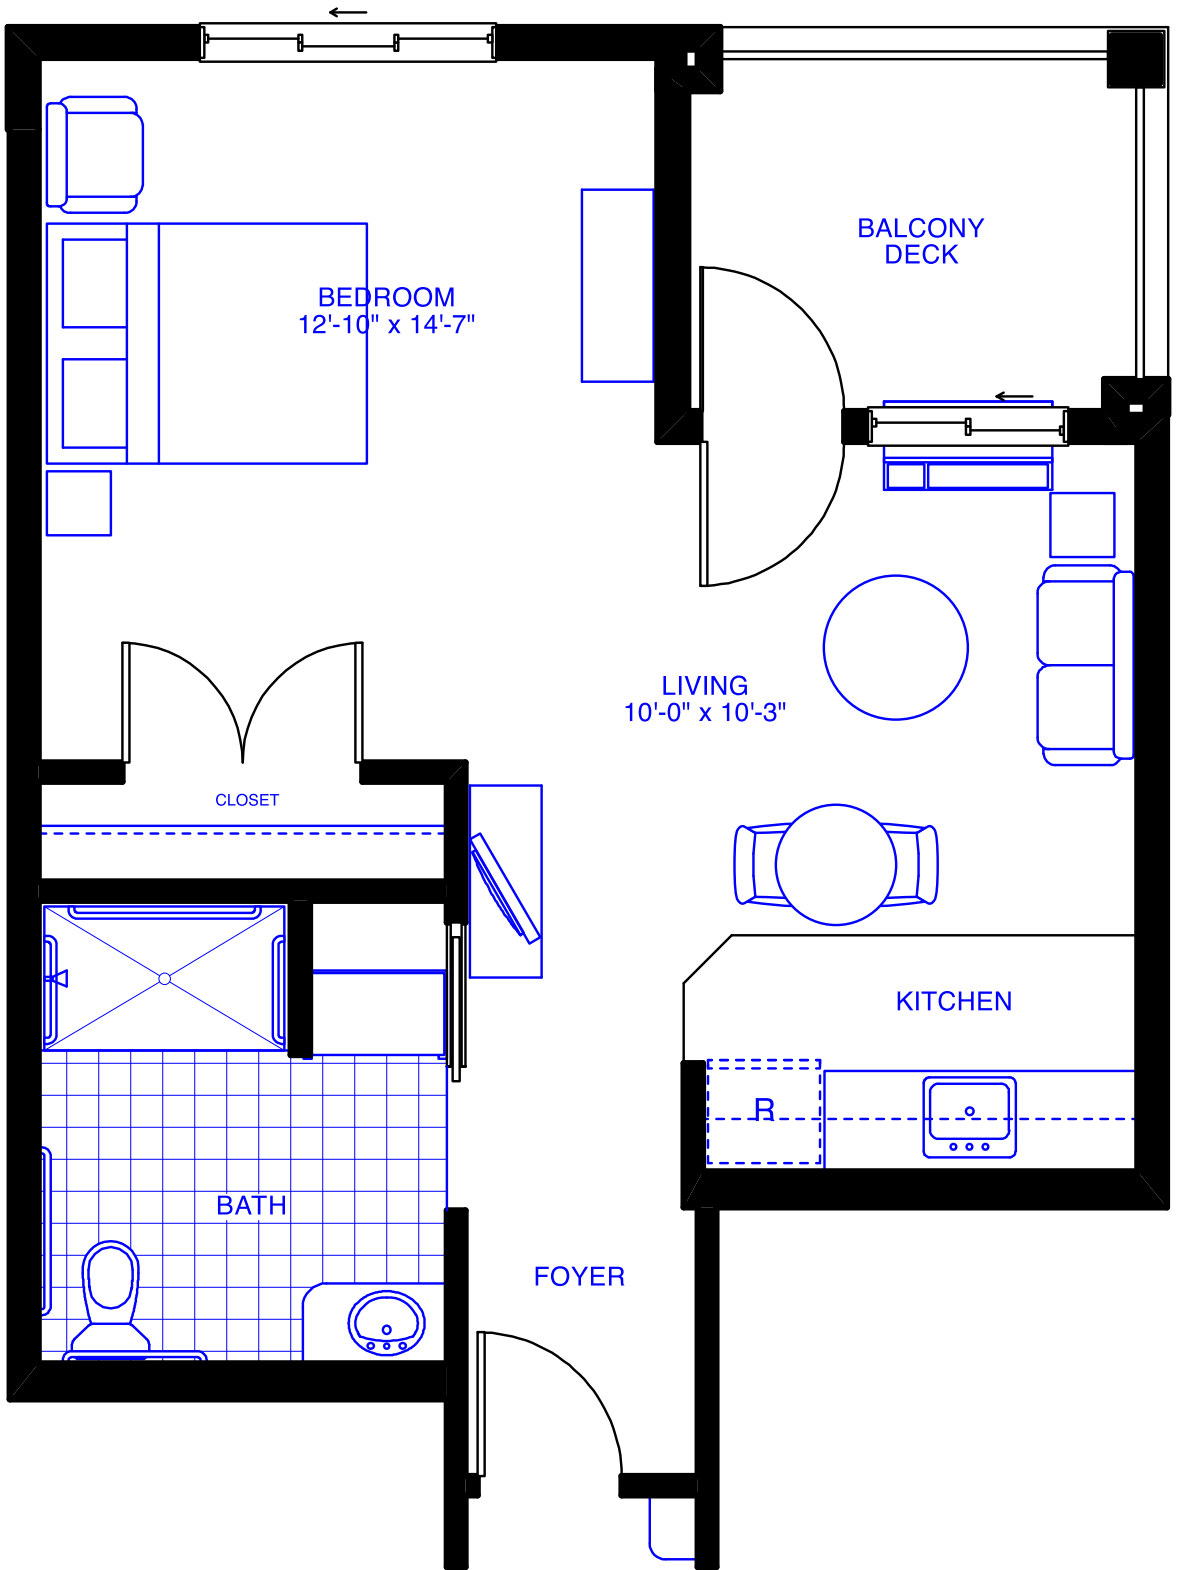 BALCONY
DECK
BEDROOM
12'-10" x 14'-7"
LIVING
10'-0" x 10'-3"
CLOSET
KITCHEN
R
BATH
FOYER